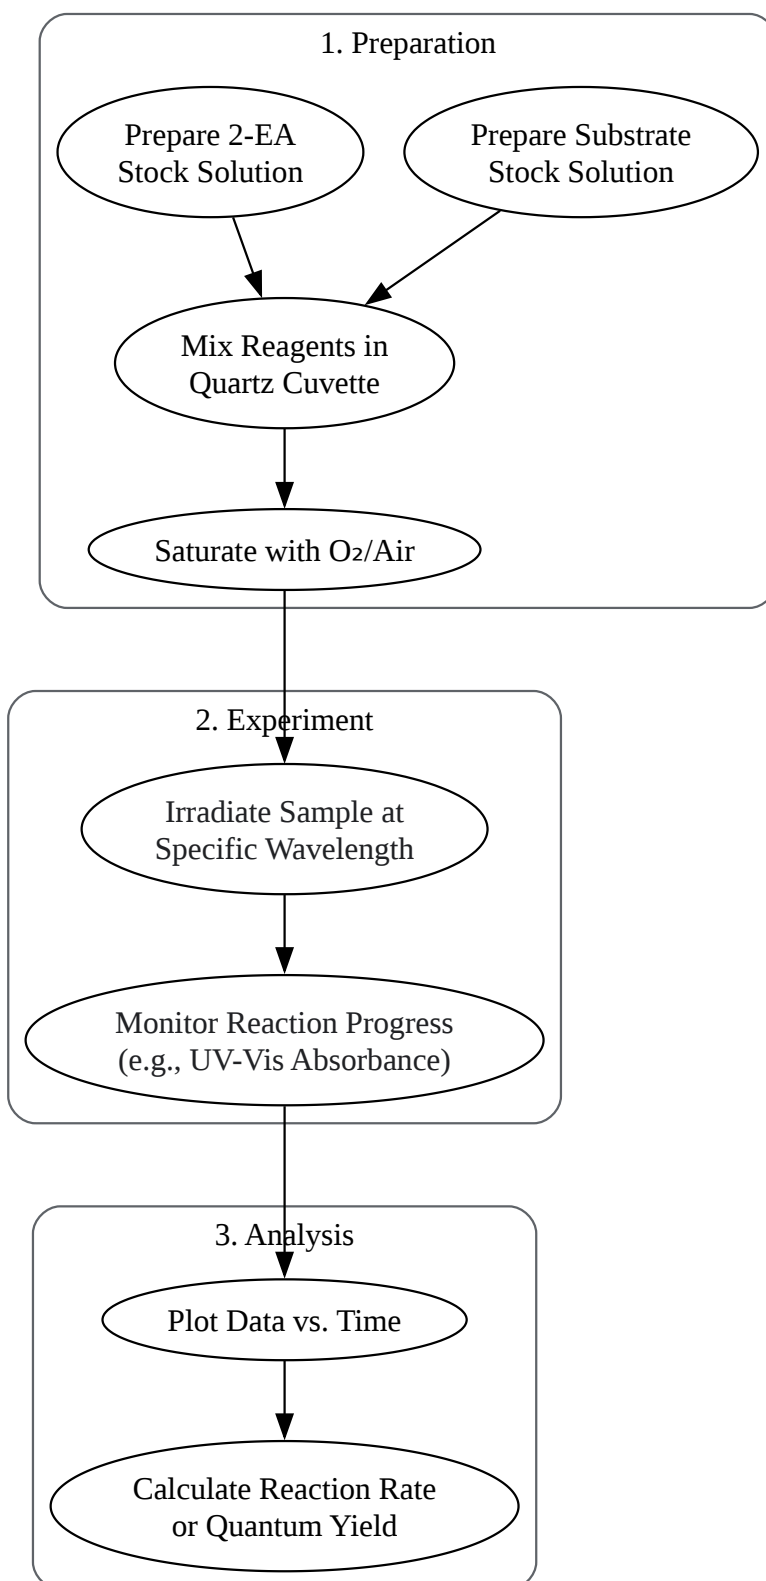 1. Preparation
Prepare 2-EA
Stock Solution
Prepare Substrate
Stock Solution
Mix Reagents in
Quartz Cuvette
Saturate with O₂/Air
2. Experiment
Irradiate Sample at
Specific Wavelength
Monitor Reaction Progress
(e.g., UV-Vis Absorbance)
3. Analysis
Plot Data vs. Time
Calculate Reaction Rate
or Quantum Yield